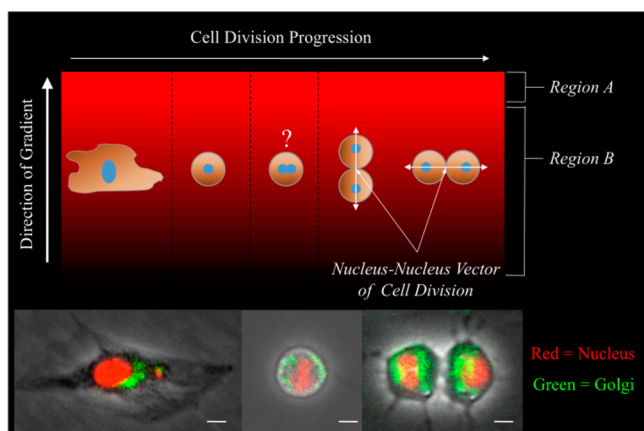 Cell Division Progression
Direction of Gradient
Region A
?
Region B
Nucleus-Nucleus Vector
of Cell Division
Red = Nucleus
Green = Golgi